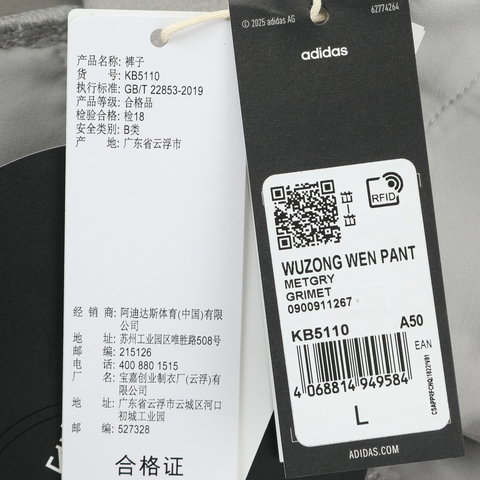 产品名称: 裤子
货 号: KB5110
执行标准: GB/T 22853-2019
产品等级: 合格品
检验合格: 检18
安全类别: B类
产 地: 广东省云浮市
经 销 商: 阿迪达斯体育(中国)有限
公司
地 址: 苏州工业园区唯胜路508号
邮 编: 215126
电 话: 400 880 1515
厂 名: 宝嘉创业制衣厂(云浮)有
限公司
地 址: 广东省云浮市云城区河口
初城工业园
邮 编: 527328
合格证
© 2025 adidas AG
62774264
adidas
RFID
WUZONG WEN PANT
METGRY
GRIMET
0900911267
KB5110 A50
EAN
4 068814 949584
L
ADIDAS.COM